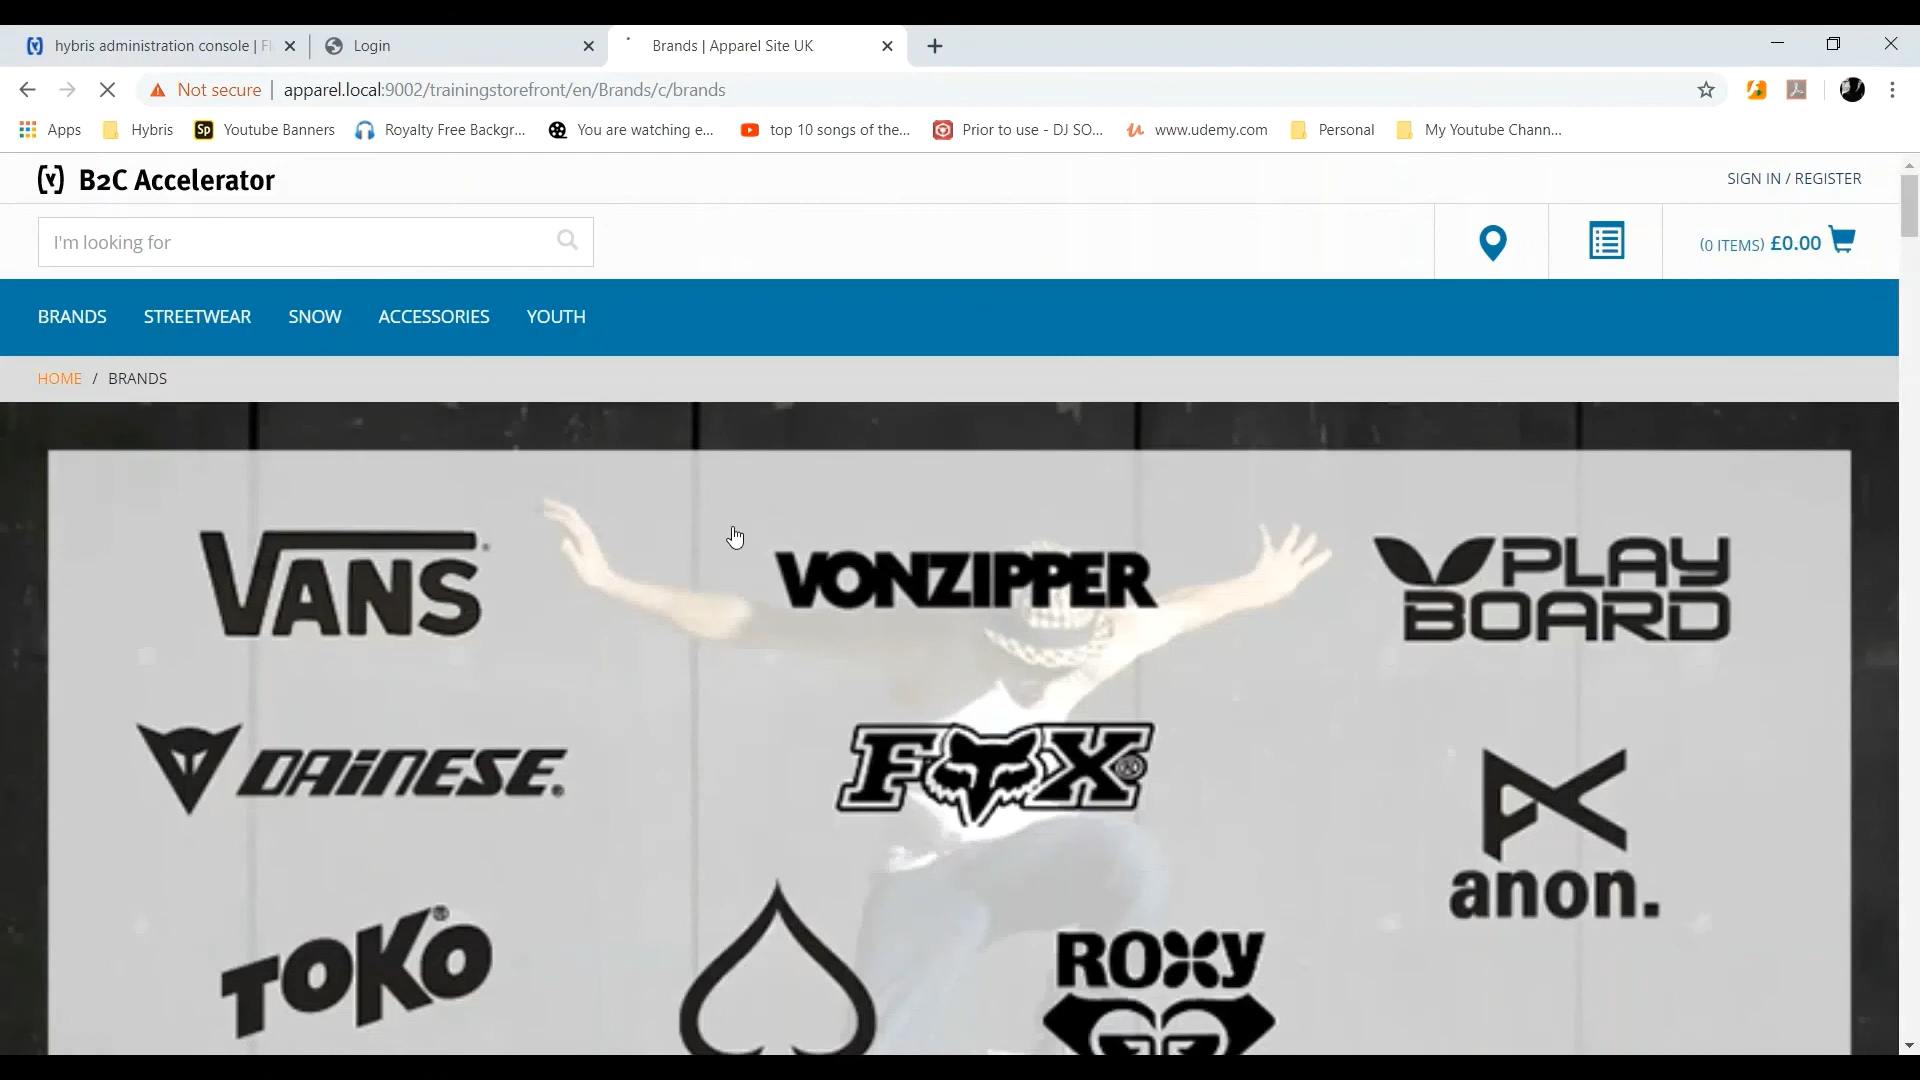 hybris administration console | Fl
Login
Brands | Apparel Site UK
Not secure
apparel.local:9002/trainingstorefront/en/Brands/c/brands
Apps
Hybris
Sp
Youtube Banners
Royalty Free Backgr...
You are watching e...
top 10 songs of the...
Prior to use - DJ SO...
www.udemy.com
Personal
My Youtube Chann...
B2C Accelerator
SIGN IN / REGISTER
I'm looking for
(0 ITEMS) £0.00
BRANDS STREETWEAR SNOW ACCESSORIES YOUTH
HOME / BRANDS
VANS
VONZIPPER
PLAY
BOARD
DAINESE®
FOX®
anon.
TOKO®
ROXY